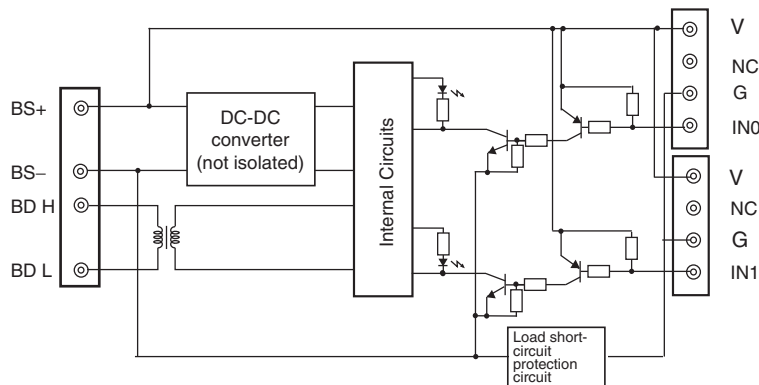 BS+
BS–
BD H
BD L
DC-DC
converter
(not isolated)
Internal Circuits
V
NC
G
IN0
V
NC
G
IN1
Load short-
circuit
protection
circuit